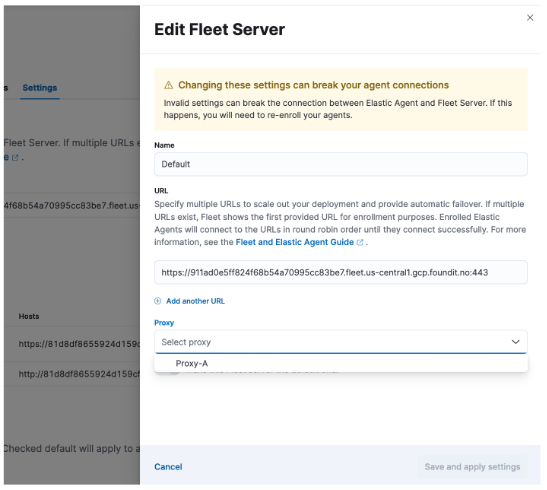 Edit Fleet Server
Changing these settings can break your agent connections
Invalid settings can break the connection between Elastic Agent and Fleet Server. If this
happens, you will need to re-enroll your agents.
Name
Default
URL
Specify multiple URLs to scale out your deployment and provide automatic failover. If multiple
URLs exist, Fleet shows the first provided URL for enrollment purposes. Enrolled Elastic
Agents will connect to the URLs in round robin order until they connect successfully. For more
information, see the Fleet and Elastic Agent Guide .
https://911ad0e5ff824f68b54a70995cc83be7.fleet.us-central1.gcp.foundit.no:443
Add another URL
Proxy
Select proxy
Proxy-A
Cancel
Save and apply settings
s Settings
Fleet Server. If multiple URLs e
e .
4f68b54a70995cc83be7.fleet.us-
Hosts
https://81d8df8655924d159c
http://81d8df8655924d159cf
Checked default will apply to a